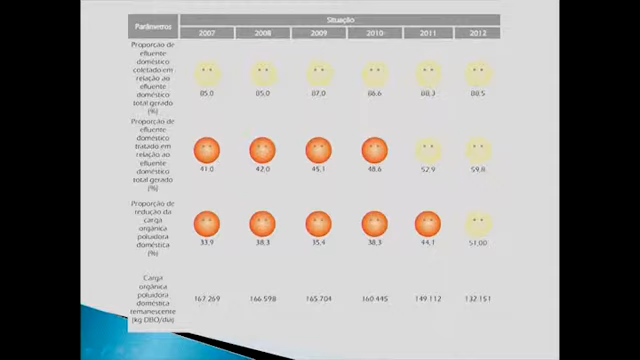 Parâmetros
Situação
2007 2008 2009 2010 2011 2012
Proporção de
efluente
doméstico
coletado em
relação ao
efluente
doméstico
total gerado
(%)
85,0 85,0 87,0 86,6 88,3 88,5
Proporção de
efluente
doméstico
tratado em
relação ao
efluente
doméstico
total gerado
(%)
41,0 42,0 45,1 48,6 52,9 59,8
Proporção de
redução da
carga
orgânica
poluidora
doméstica
(%)
33,9 38,3 35,4 38,3 44,1 51,00
Carga
orgânica
poluidora
doméstica
remanescente
(kg DBO/dia)
167.269 166.598 165.704 160.445 149.112 132.151